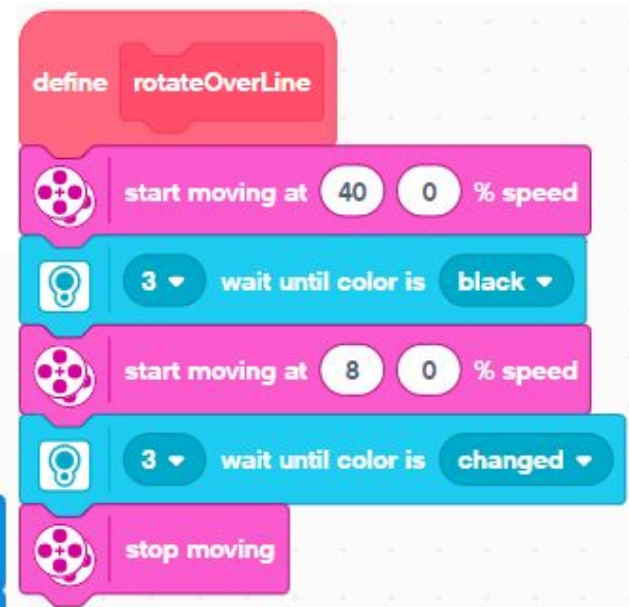 define rotateOverLine
start moving at 40 0 % speed
3 wait until color is black
start moving at 8 0 % speed
3 wait until color is changed
stop moving